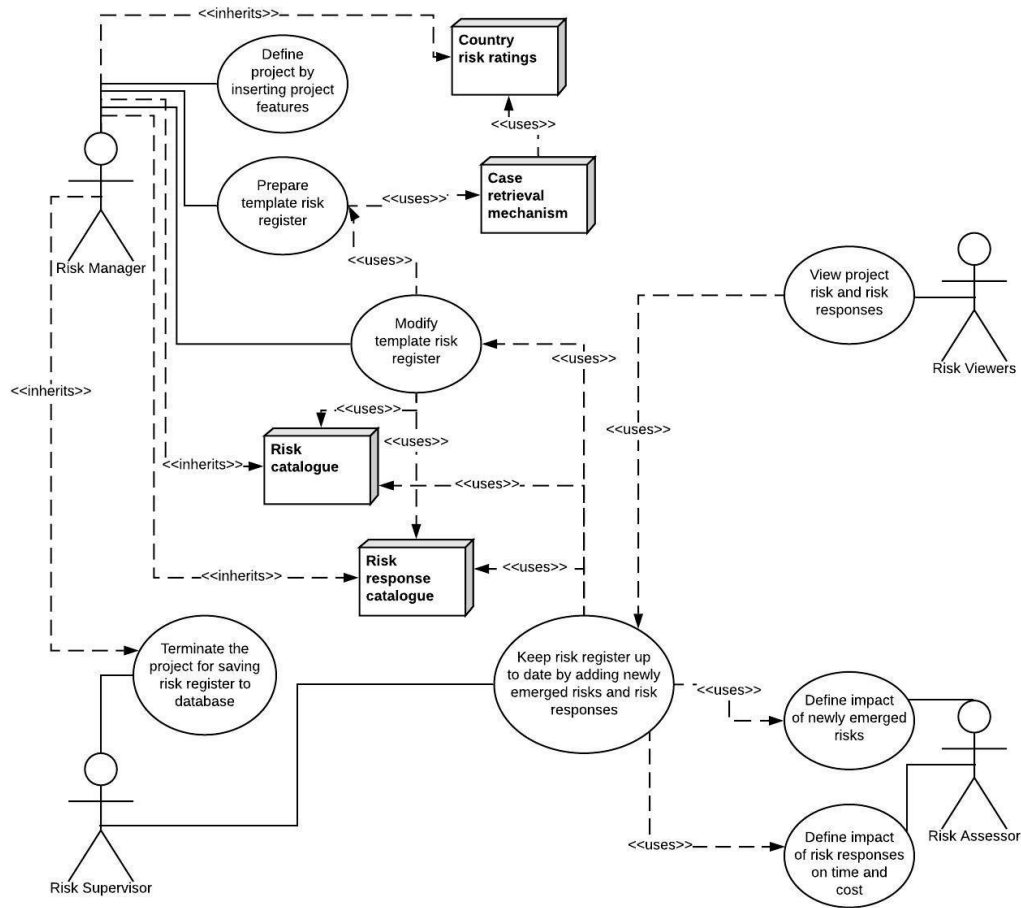 <<inherits>>
Country
risk ratings
Define
project by
inserting project
features
<<uses>>
Prepare
template risk
register
<<uses>>
Case
retrieval
mechanism
Risk Manager
<<uses>>
View project
risk and risk
responses
Modify
template risk
register
<<uses>>
Risk Viewers
<<inherits>>
<<uses>>
<<uses>>
<<uses>>
Risk
catalogue
<<inherits>>
<<uses>>
Risk
response
catalogue
<<inherits>>
<<uses>>
Terminate the
project for saving
risk register to
database
Keep risk register up
to date by adding newly
emerged risks and risk
responses
<<uses>>
Define impact
of newly emerged
risks
Risk Assessor
<<uses>>
Define impact
of risk responses
on time and
cost
Risk Supervisor